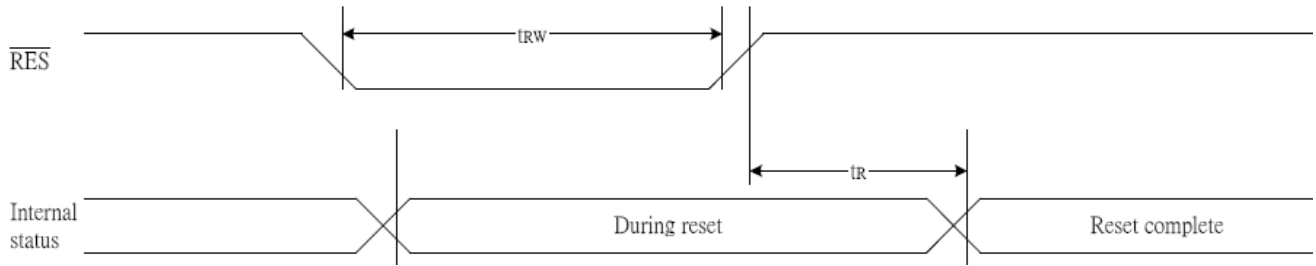 tRW
RES
tR
Internal
status
During reset
Reset complete